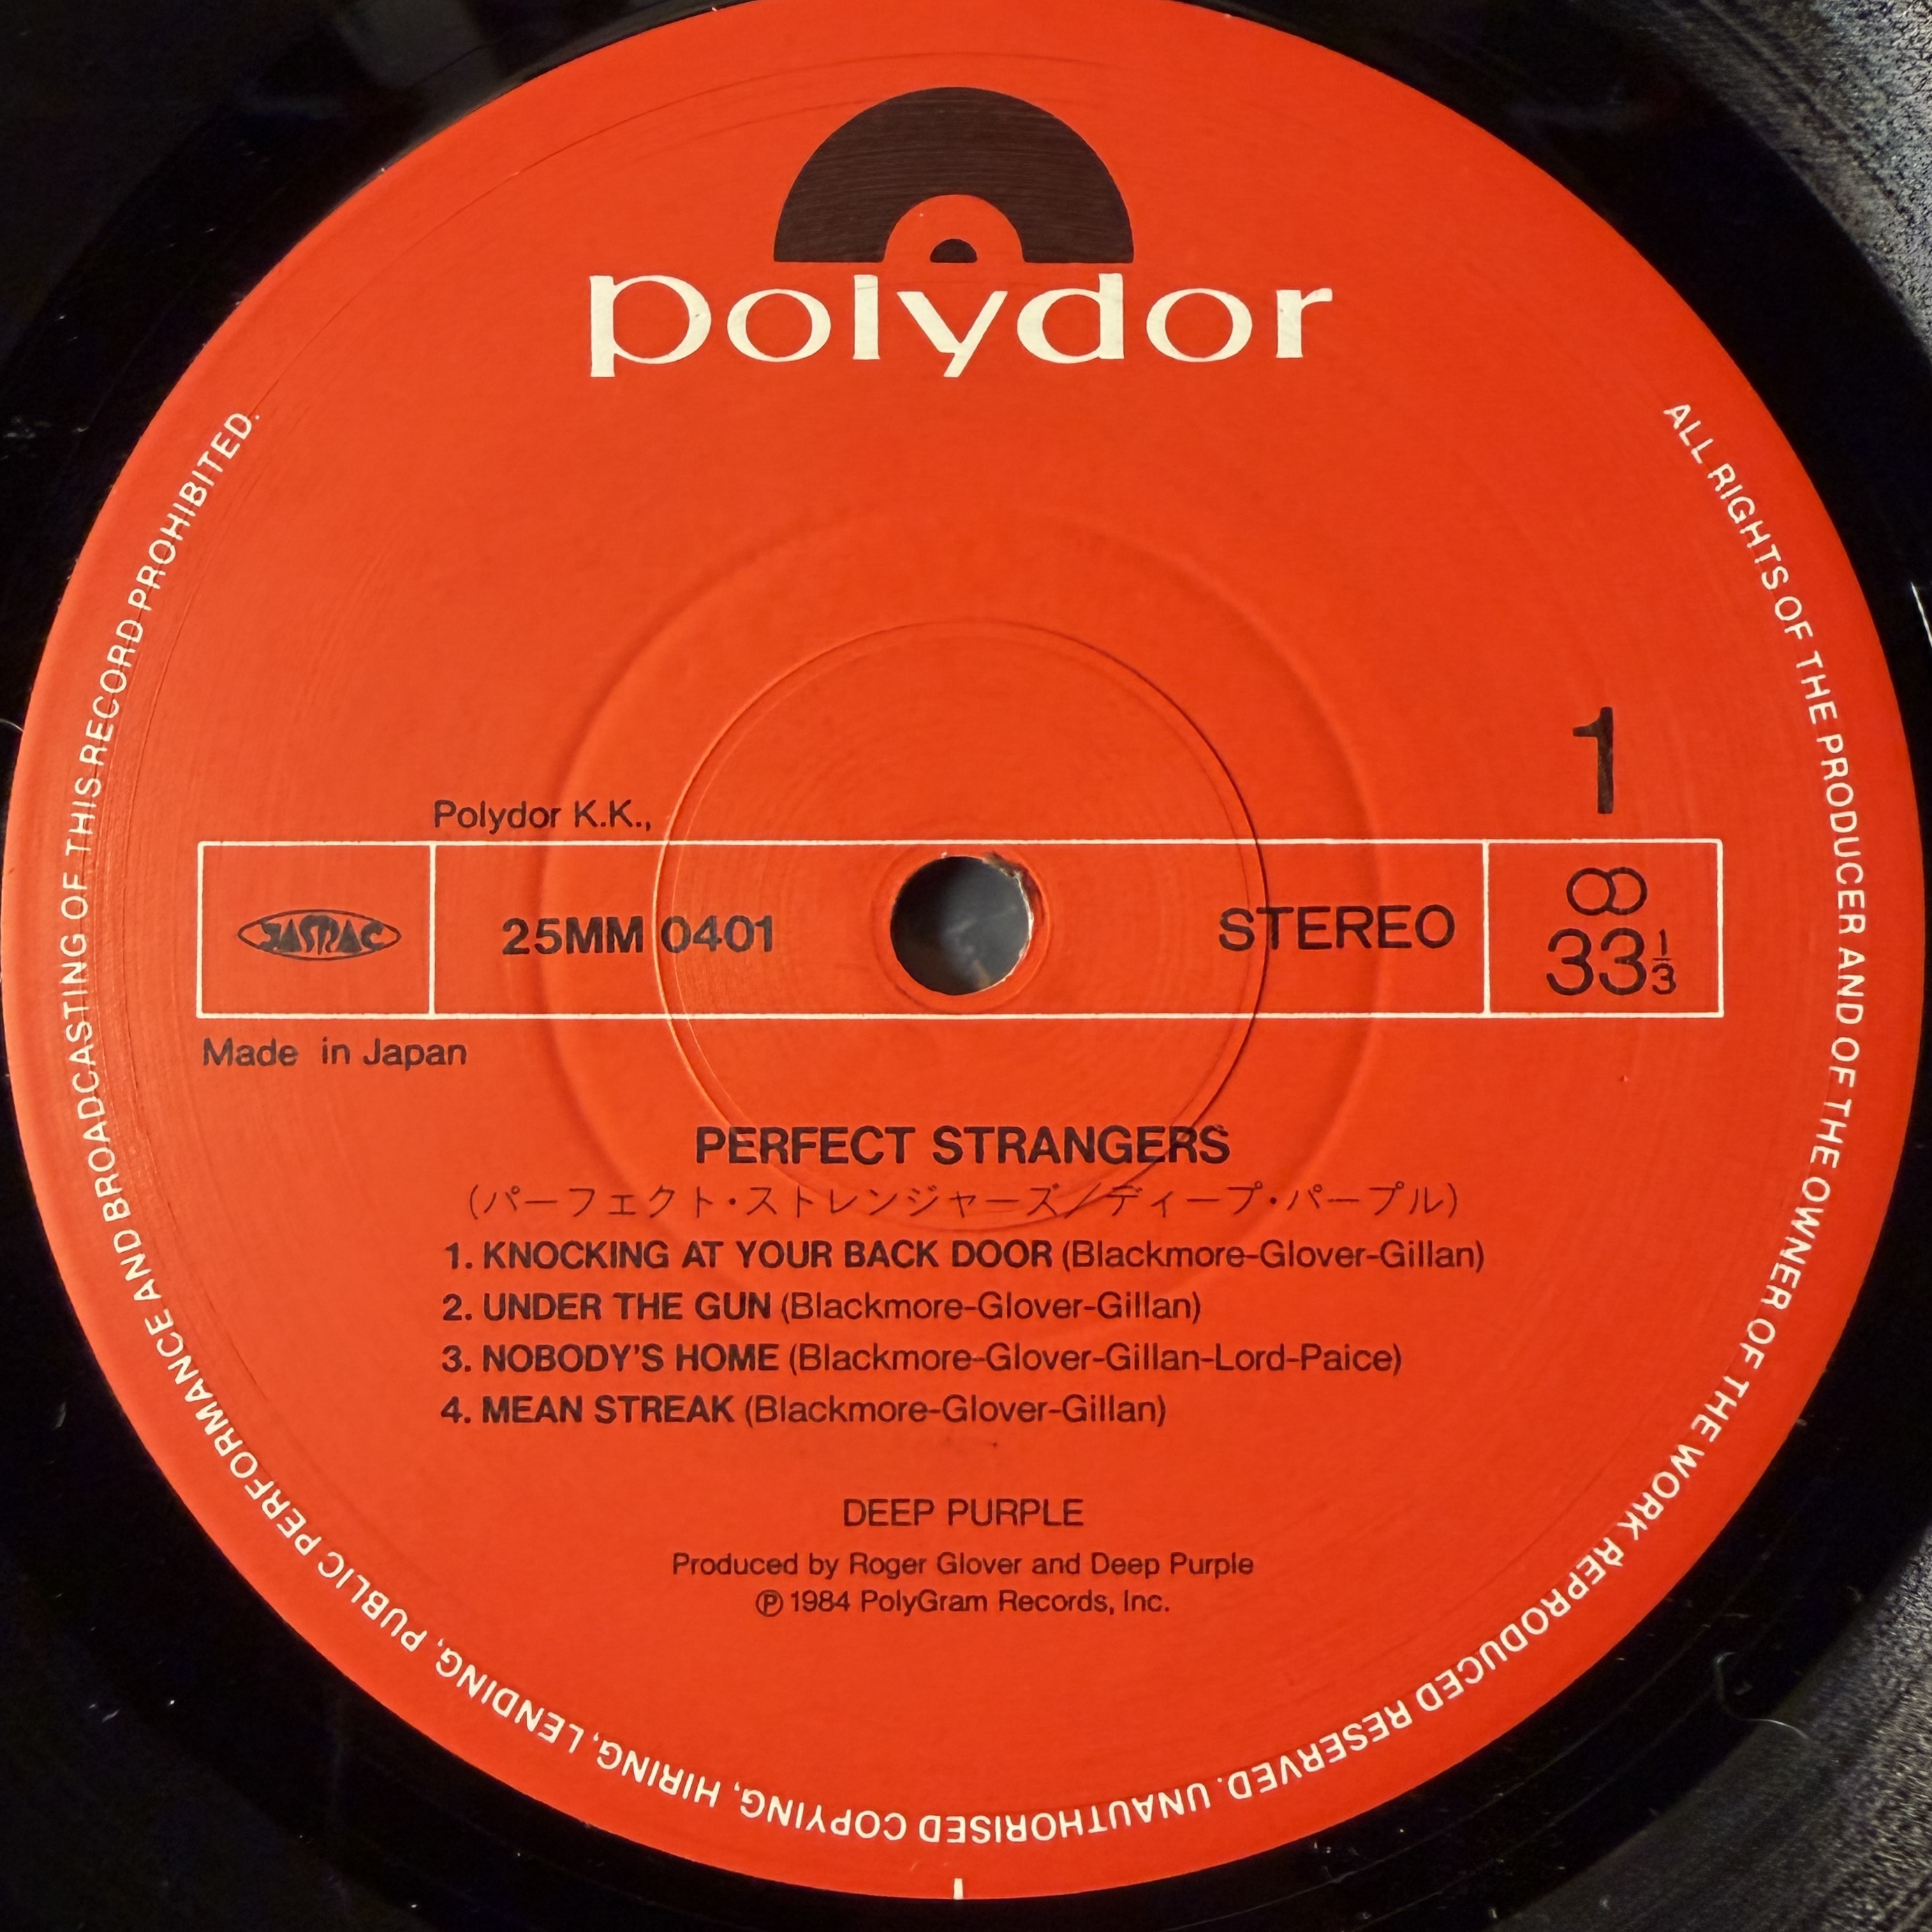 polydor
1
Polydor K.K.,
JASRAC
25MM 0401
STEREO
33 1/3
Made in Japan
PERFECT STRANGERS
(パーフェクト・ストレンジャーズ/ディープ・パープル)
1. KNOCKING AT YOUR BACK DOOR (Blackmore-Glover-Gillan)
2. UNDER THE GUN (Blackmore-Glover-Gillan)
3. NOBODY'S HOME (Blackmore-Glover-Gillan-Lord-Paice)
4. MEAN STREAK (Blackmore-Glover-Gillan)
DEEP PURPLE
Produced by Roger Glover and Deep Purple
℗ 1984 PolyGram Records, Inc.
ALL RIGHTS OF THE PRODUCER AND OF THE OWNER OF THE WORK REPRODUCED RESERVED. UNAUTHORISED COPYING, HIRING, LENDING, PUBLIC PERFORMANCE AND BROADCASTING OF THIS RECORD PROHIBITED.